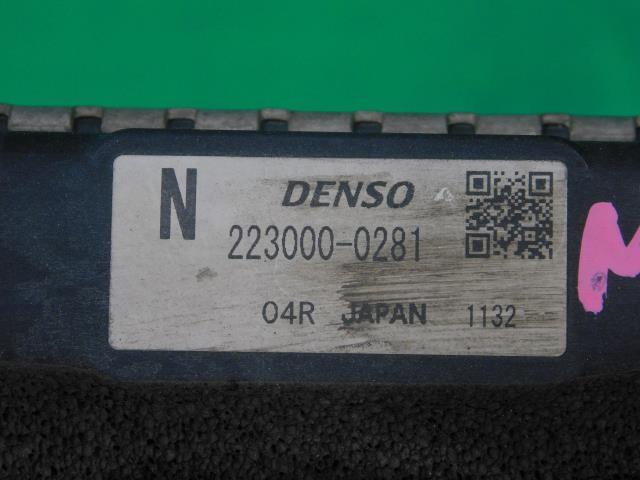 N DENSO
223000-0281
04R JAPAN 1132
M